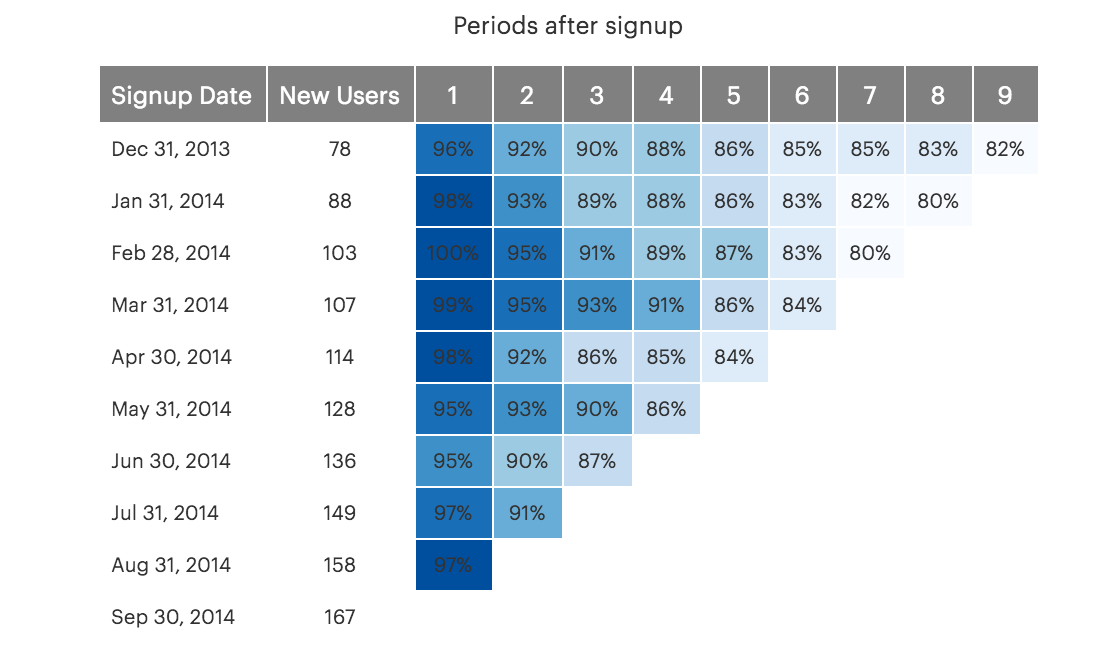 Periods after signup
Signup Date New Users 1 2 3 4 5 6 7 8 9
Dec 31, 2013 78 96% 92% 90% 88% 86% 85% 85% 83% 82%
Jan 31, 2014 88 98% 93% 89% 88% 86% 83% 82% 80%
Feb 28, 2014 103 100% 95% 91% 89% 87% 83% 80%
Mar 31, 2014 107 99% 95% 93% 91% 86% 84%
Apr 30, 2014 114 98% 92% 86% 85% 84%
May 31, 2014 128 95% 93% 90% 86%
Jun 30, 2014 136 95% 90% 87%
Jul 31, 2014 149 97% 91%
Aug 31, 2014 158 97%
Sep 30, 2014 167